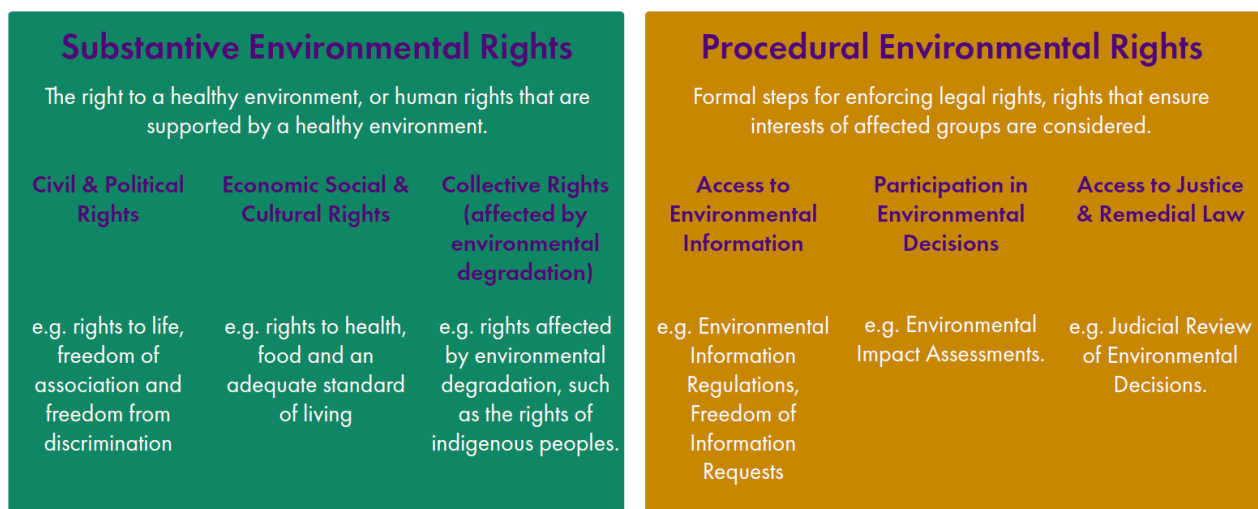 Substantive Environmental Rights
The right to a healthy environment, or human rights that are
supported by a healthy environment.
Civil & Political
Rights
Economic Social &
Cultural Rights
Collective Rights
(affected by
environmental
degradation)
e.g. rights to life,
freedom of
association and
freedom from
discrimination
e.g. rights to health,
food and an
adequate standard
of living
e.g. rights affected
by environmental
degradation, such
as the rights of
indigenous peoples.
Procedural Environmental Rights
Formal steps for enforcing legal rights, rights that ensure
interests of affected groups are considered.
Access to
Environmental
Information
Participation in
Environmental
Decisions
Access to Justice
& Remedial Law
e.g. Environmental
Information
Regulations,
Freedom of
Information
Requests
e.g. Environmental
Impact Assessments.
e.g. Judicial Review
of Environmental
Decisions.